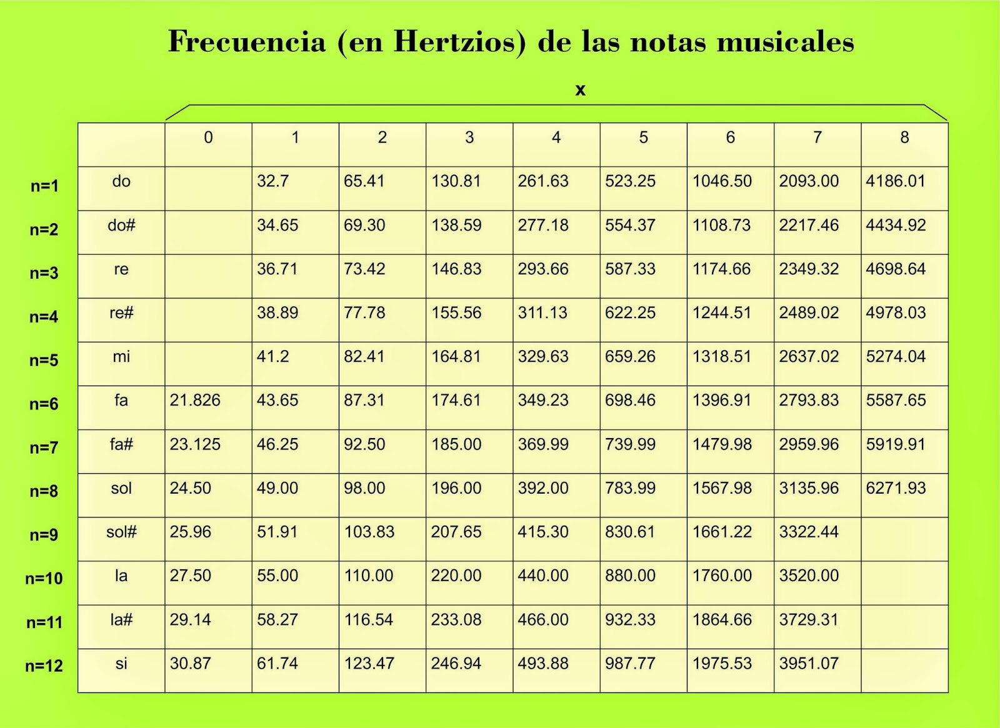 Frecuencia (en Hertzios) de las notas musicales
x
0 1 2 3 4 5 6 7 8
n=1 do 32.7 65.41 130.81 261.63 523.25 1046.50 2093.00 4186.01
n=2 do# 34.65 69.30 138.59 277.18 554.37 1108.73 2217.46 4434.92
n=3 re 36.71 73.42 146.83 293.66 587.33 1174.66 2349.32 4698.64
n=4 re# 38.89 77.78 155.56 311.13 622.25 1244.51 2489.02 4978.03
n=5 mi 41.2 82.41 164.81 329.63 659.26 1318.51 2637.02 5274.04
n=6 fa 21.826 43.65 87.31 174.61 349.23 698.46 1396.91 2793.83 5587.65
n=7 fa# 23.125 46.25 92.50 185.00 369.99 739.99 1479.98 2959.96 5919.91
n=8 sol 24.50 49.00 98.00 196.00 392.00 783.99 1567.98 3135.96 6271.93
n=9 sol# 25.96 51.91 103.83 207.65 415.30 830.61 1661.22 3322.44
n=10 la 27.50 55.00 110.00 220.00 440.00 880.00 1760.00 3520.00
n=11 la# 29.14 58.27 116.54 233.08 466.00 932.33 1864.66 3729.31
n=12 si 30.87 61.74 123.47 246.94 493.88 987.77 1975.53 3951.07